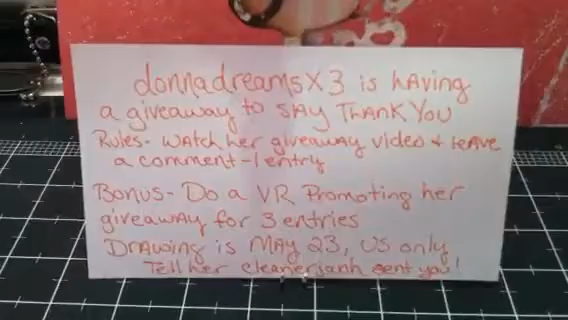 donnadreamsx3 is hAving
a giveaway to SAY THANK YOU
Rules- WATCH her giveaway video + leAve
a comment - 1 entry
Bonus- Do a VR Promoting her
giveaway for 3 entries
DRAWING is MAY 23, US only
Tell her cleanersanh sent you!